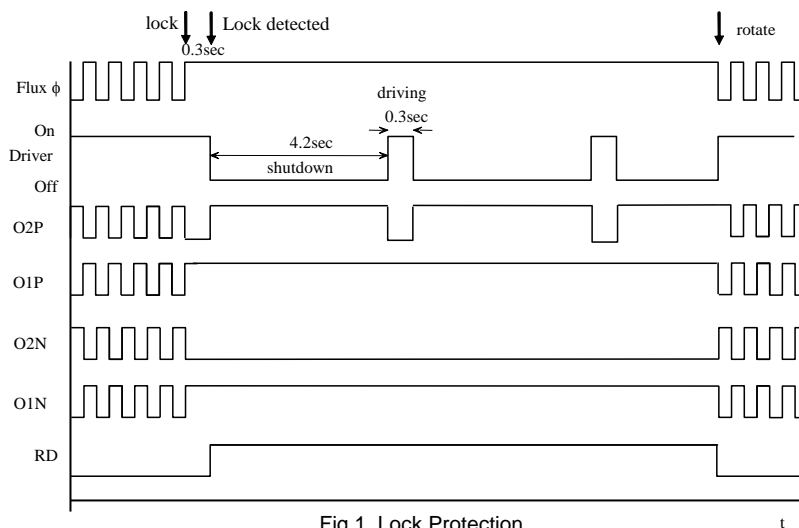 lock
Lock detected
rotate
0.3sec
Flux ϕ
driving
On
0.3sec
Driver
4.2sec
shutdown
Off
O2P
O1P
O2N
O1N
RD
Fig.1 Lock Protection
t